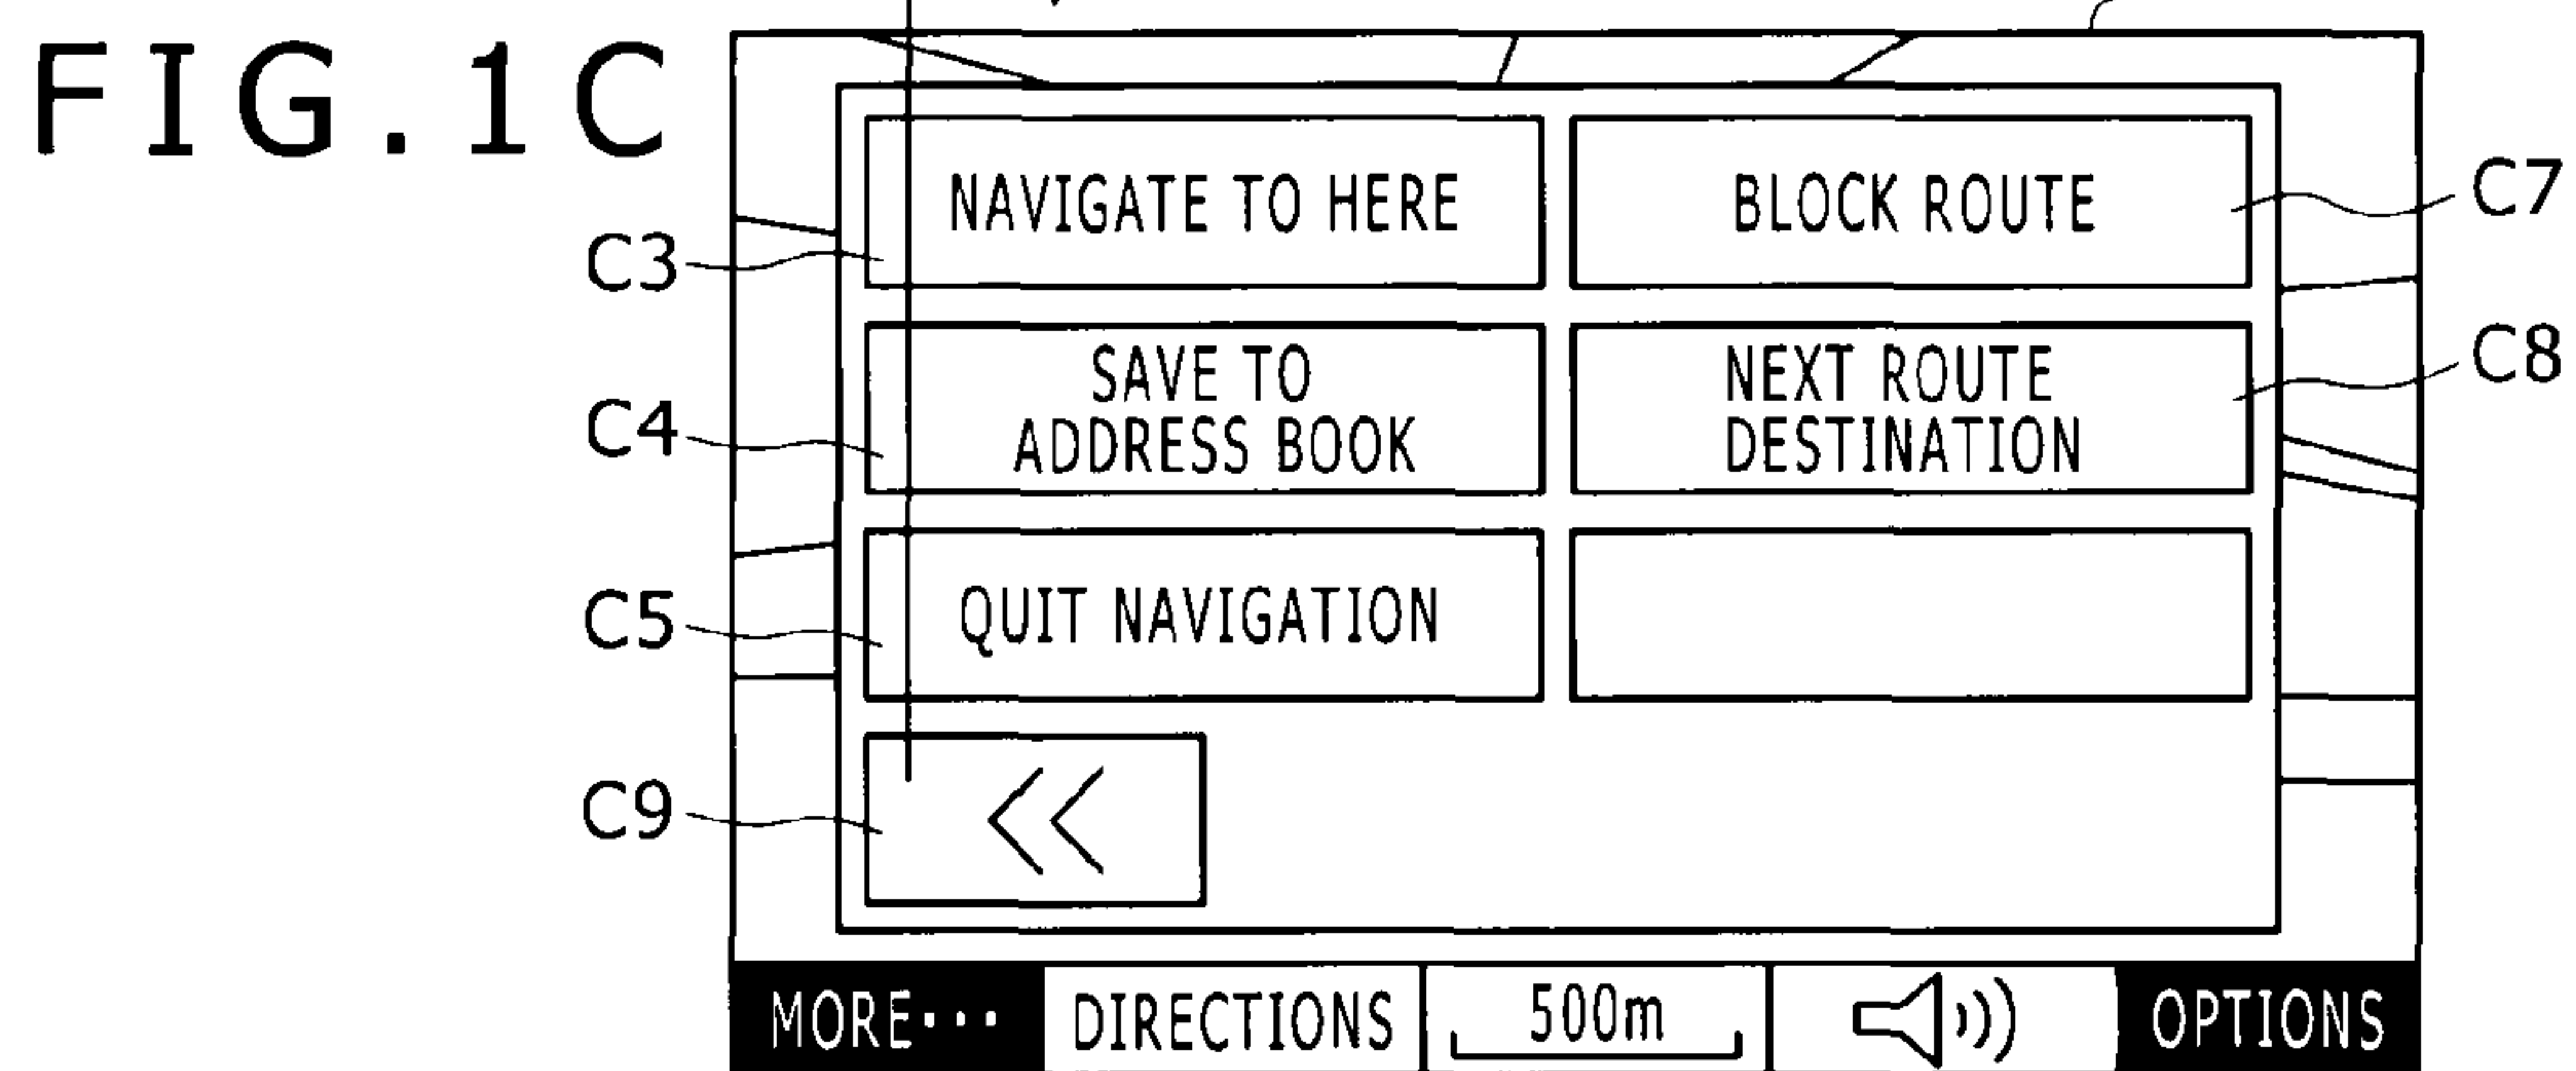 FIG.1C
NAVIGATE TO HERE
BLOCK ROUTE
C7
C3
SAVE TO
ADDRESS BOOK
NEXT ROUTE
DESTINATION
C8
C4
QUIT NAVIGATION
C5
C9
MORE···
DIRECTIONS
500m
OPTIONS